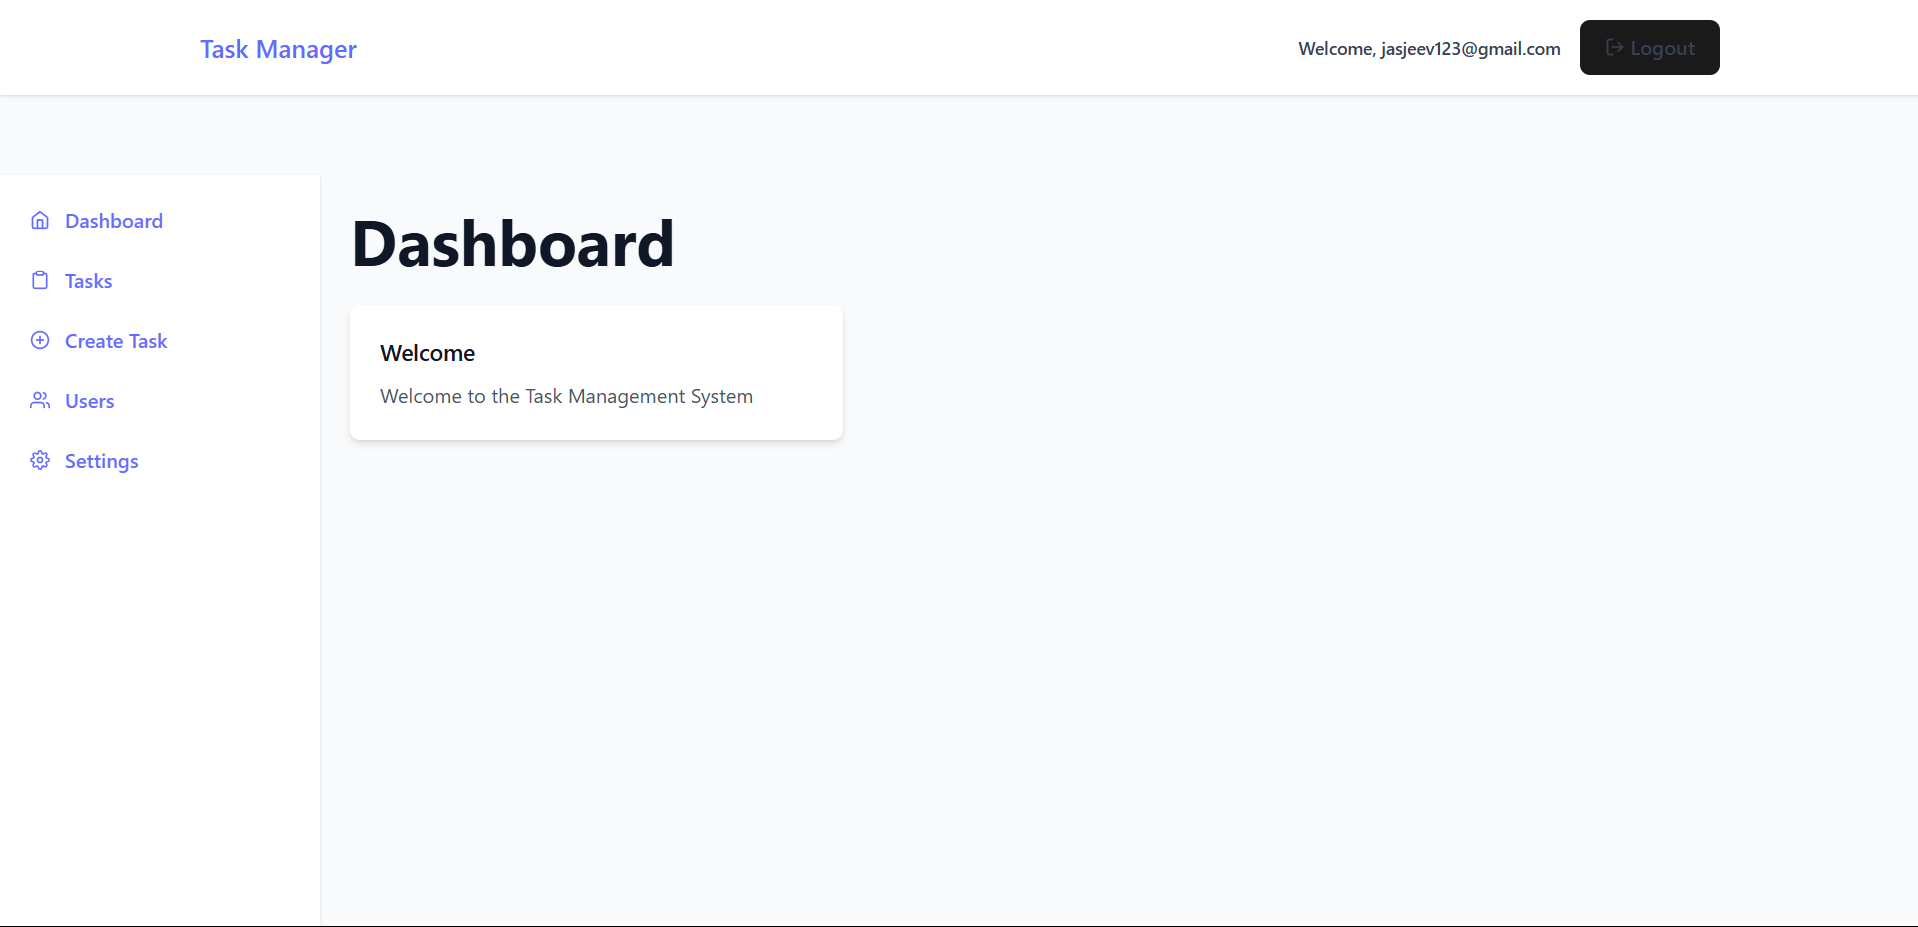 Task Manager
Welcome, jasjeev123@gmail.com
Logout
Dashboard
Tasks
Create Task
Users
Settings
Dashboard
Welcome
Welcome to the Task Management System